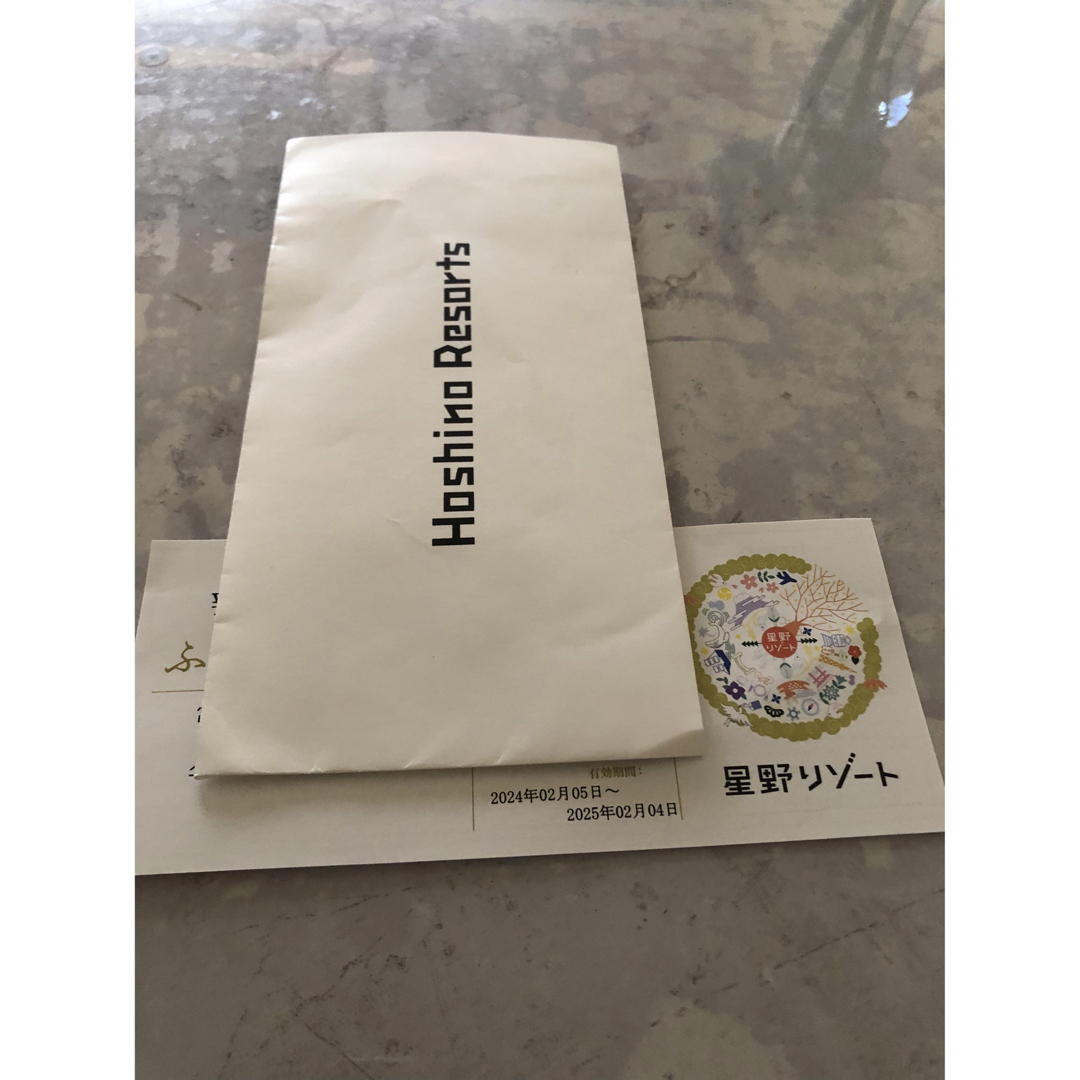 Hoshino Resorts
ふ
星野
リゾート
有効期間:
2024年02月05日～
2025年02月04日
星野リゾート